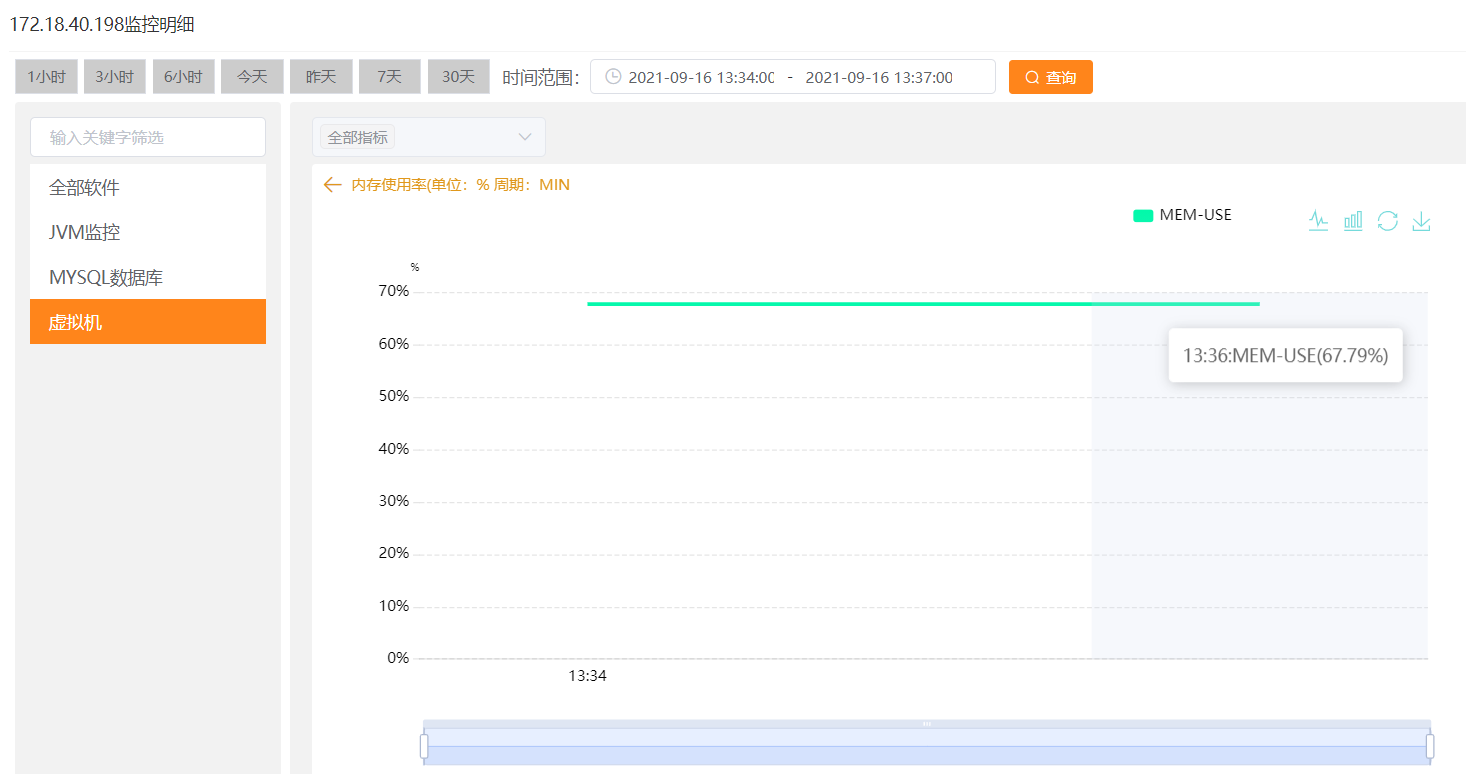 172.18.40.198监控明细
1小时 3小时 6小时 今天 昨天 7天 30天 时间范围： 2021-09-16 13:34:00 - 2021-09-16 13:37:00 查询
输入关键字筛选
全部指标
全部软件
JVM监控
MYSQL数据库
虚拟机
内存使用率(单位：% 周期：MIN
MEM-USE
%
70%
60%
13:36:MEM-USE(67.79%)
50%
40%
30%
20%
10%
0%
13:34